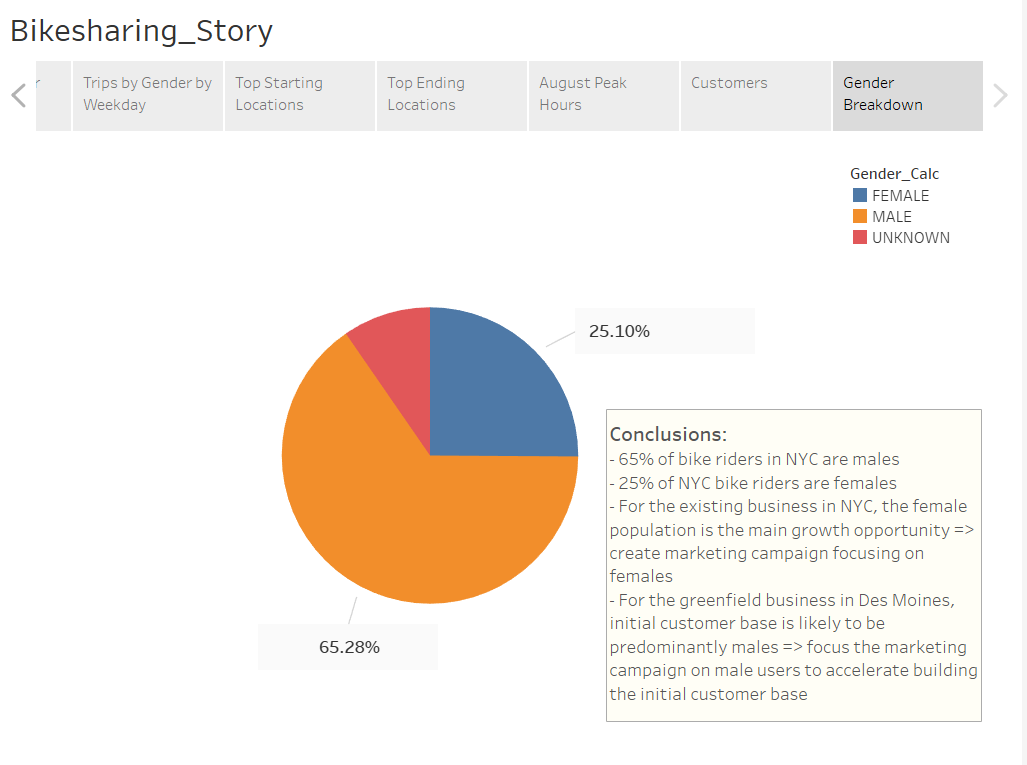 Bikesharing_Story
r
Trips by Gender by
Weekday
Top Starting
Locations
Top Ending
Locations
August Peak
Hours
Customers
Gender
Breakdown
Gender_Calc
FEMALE
MALE
UNKNOWN
25.10%
65.28%
Conclusions:
- 65% of bike riders in NYC are males
- 25% of NYC bike riders are females
- For the existing business in NYC, the female
population is the main growth opportunity =>
create marketing campaign focusing on
females
- For the greenfield business in Des Moines,
initial customer base is likely to be
predominantly males => focus the marketing
campaign on male users to accelerate building
the initial customer base